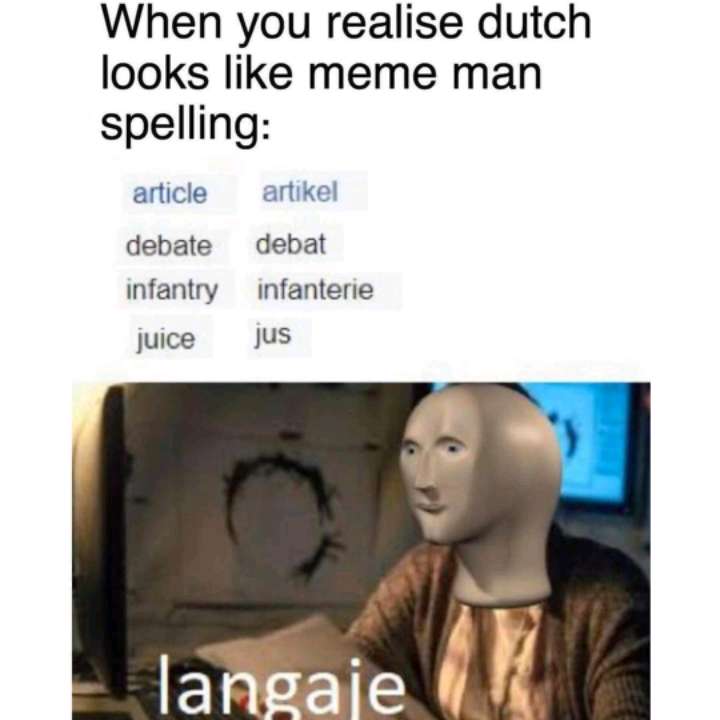 When you realise dutch
looks like meme man
spelling:
article artikel
debate debat
infantry infanterie
juice jus
langaje